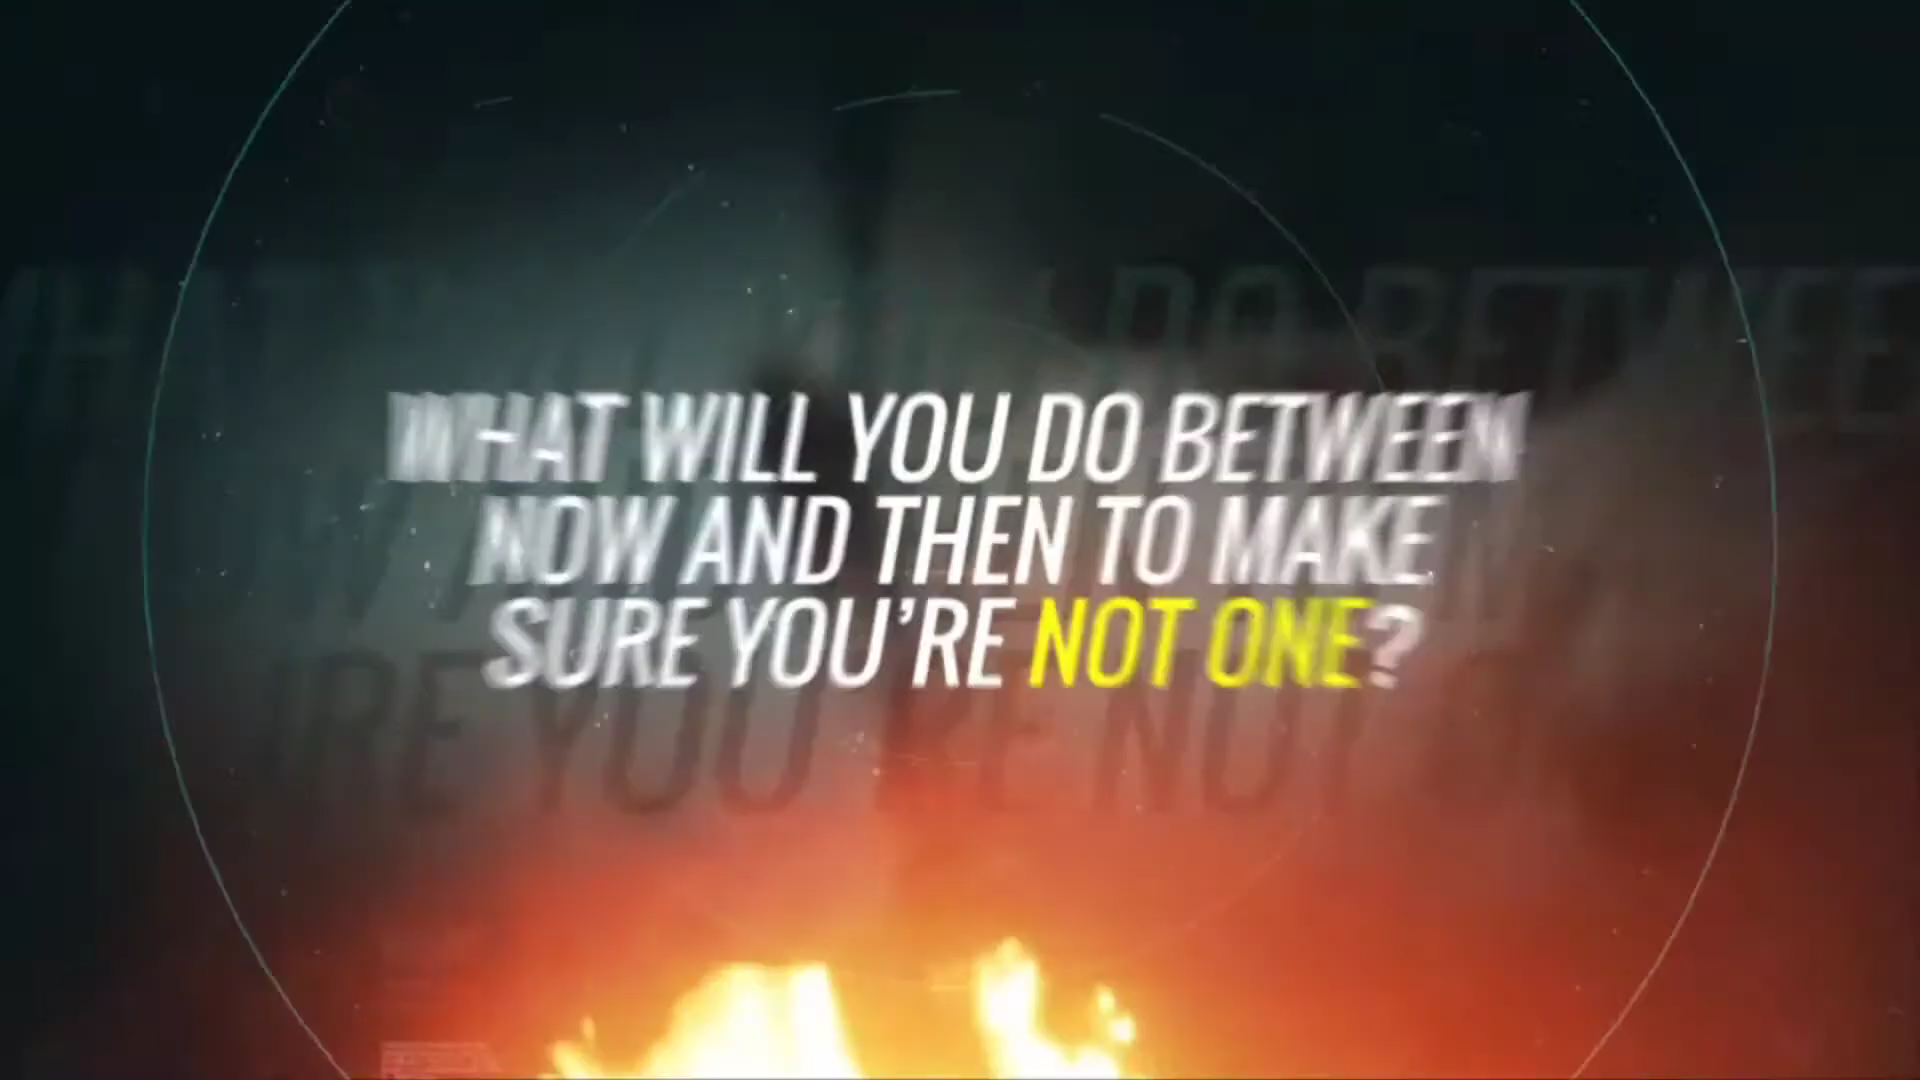 WHAT WILL YOU DO BETWEEN
NOW AND THEN TO MAKE
SURE YOU'RE NOT ONE?